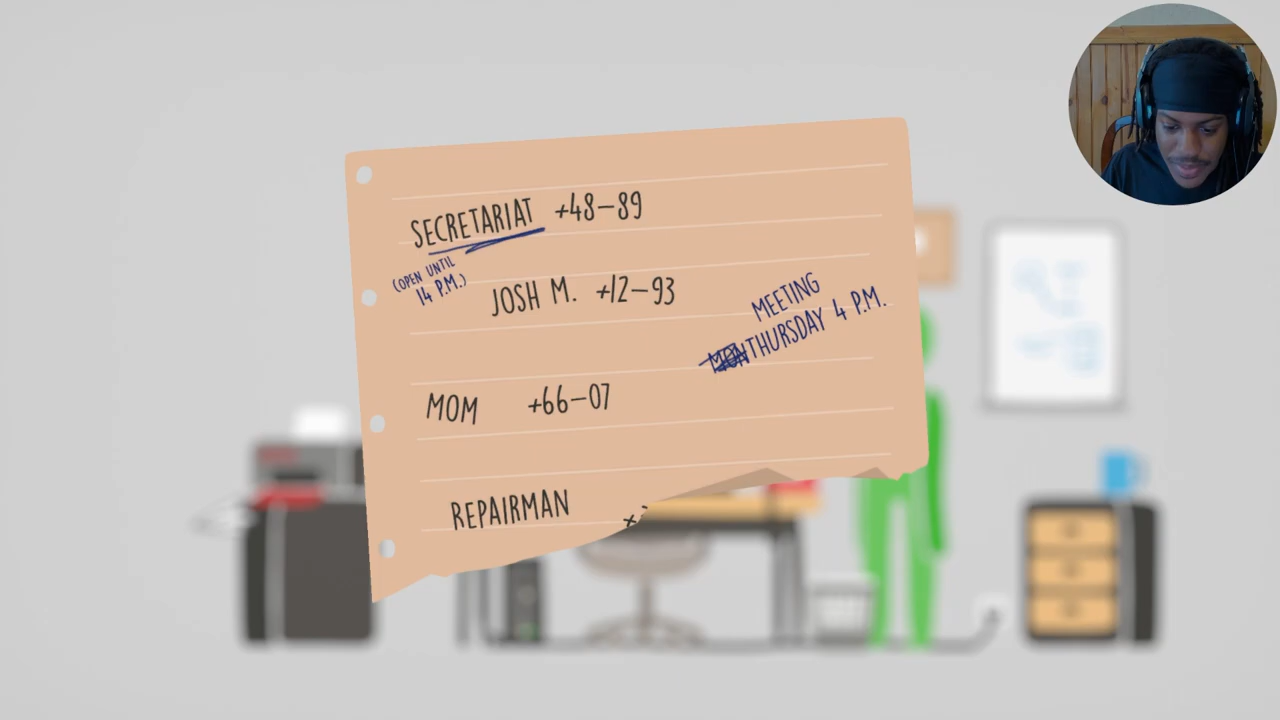 SECRETARIAT +48-89
(OPEN UNTIL
14 P.M.)
JOSH M. +12-93
MEETING
THURSDAY 4 P.M.
MOM +66-07
REPAIRMAN +